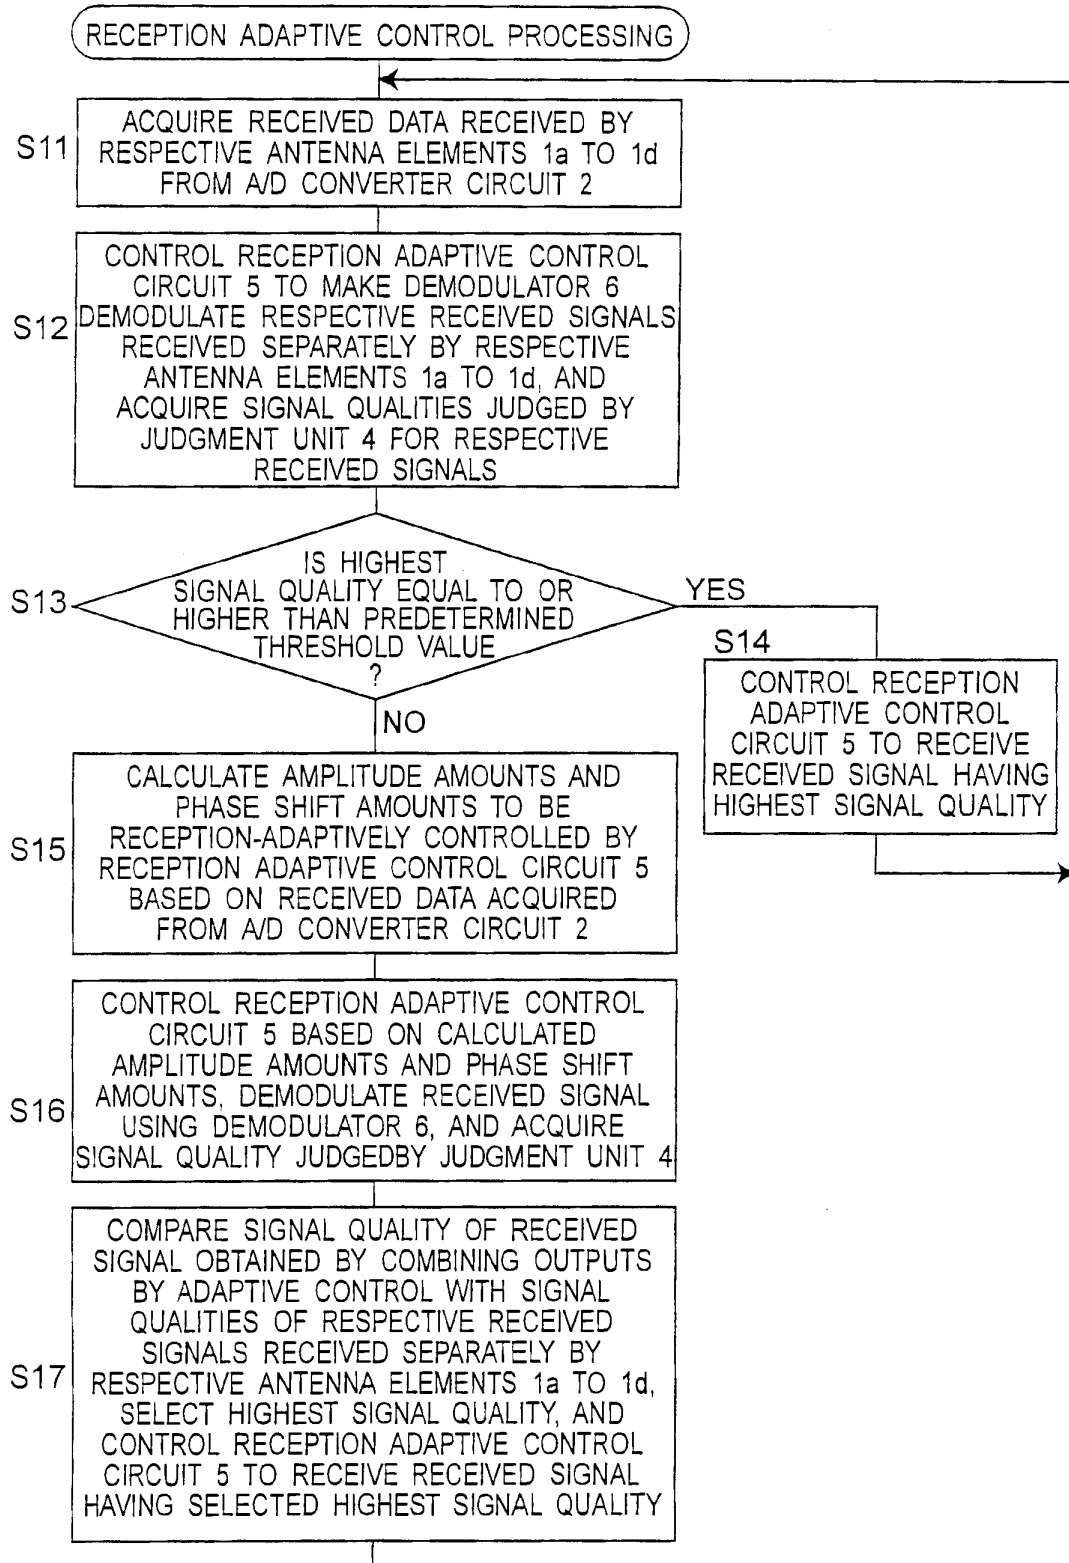 RECEPTION ADAPTIVE CONTROL PROCESSING
S11
ACQUIRE RECEIVED DATA RECEIVED BY
RESPECTIVE ANTENNA ELEMENTS 1a TO 1d
FROM A/D CONVERTER CIRCUIT 2
S12
CONTROL RECEPTION ADAPTIVE CONTROL
CIRCUIT 5 TO MAKE DEMODULATOR 6
DEMODULATE RESPECTIVE RECEIVED SIGNALS
RECEIVED SEPARATELY BY RESPECTIVE
ANTENNA ELEMENTS 1a TO 1d, AND
ACQUIRE SIGNAL QUALITIES JUDGED BY
JUDGMENT UNIT 4 FOR RESPECTIVE
RECEIVED SIGNALS
S13
IS HIGHEST
SIGNAL QUALITY EQUAL TO OR
HIGHER THAN PREDETERMINED
THRESHOLD VALUE
?
YES
S14
CONTROL RECEPTION
ADAPTIVE CONTROL
CIRCUIT 5 TO RECEIVE
RECEIVED SIGNAL HAVING
HIGHEST SIGNAL QUALITY
NO
S15
CALCULATE AMPLITUDE AMOUNTS AND
PHASE SHIFT AMOUNTS TO BE
RECEPTION-ADAPTIVELY CONTROLLED BY
RECEPTION ADAPTIVE CONTROL CIRCUIT 5
BASED ON RECEIVED DATA ACQUIRED
FROM A/D CONVERTER CIRCUIT 2
S16
CONTROL RECEPTION ADAPTIVE CONTROL
CIRCUIT 5 BASED ON CALCULATED
AMPLITUDE AMOUNTS AND PHASE SHIFT
AMOUNTS, DEMODULATE RECEIVED SIGNAL
USING DEMODULATOR 6, AND ACQUIRE
SIGNAL QUALITY JUDGEDBY JUDGMENT UNIT 4
S17
COMPARE SIGNAL QUALITY OF RECEIVED
SIGNAL OBTAINED BY COMBINING OUTPUTS
BY ADAPTIVE CONTROL WITH SIGNAL
QUALITIES OF RESPECTIVE RECEIVED
SIGNALS RECEIVED SEPARATELY BY
RESPECTIVE ANTENNA ELEMENTS 1a TO 1d,
SELECT HIGHEST SIGNAL QUALITY, AND
CONTROL RECEPTION ADAPTIVE CONTROL
CIRCUIT 5 TO RECEIVE RECEIVED SIGNAL
HAVING SELECTED HIGHEST SIGNAL QUALITY